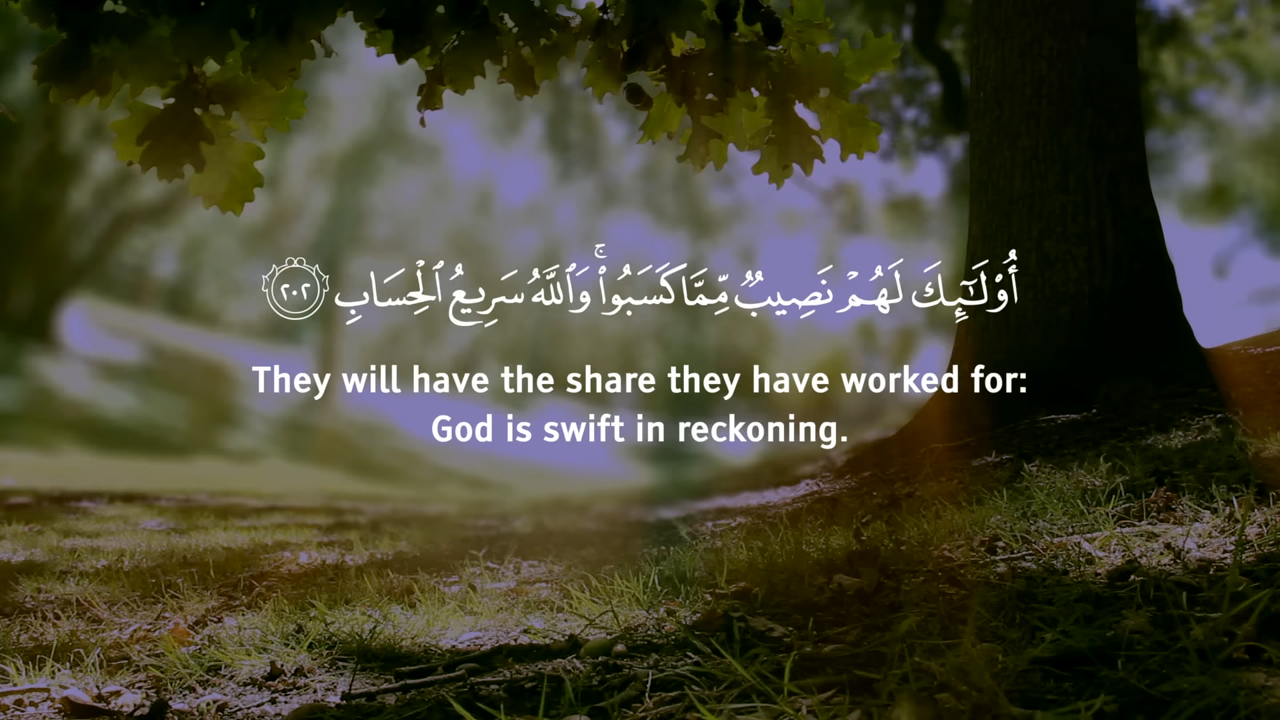 أُو۟لَـٰٓئِكَ لَهُمْ نَصِيبٌ مِّمَّا كَسَبُوا۟ ۚ وَٱللَّهُ سَرِيعُ ٱلْحِسَابِ ٢٠٢
They will have the share they have worked for:
God is swift in reckoning.